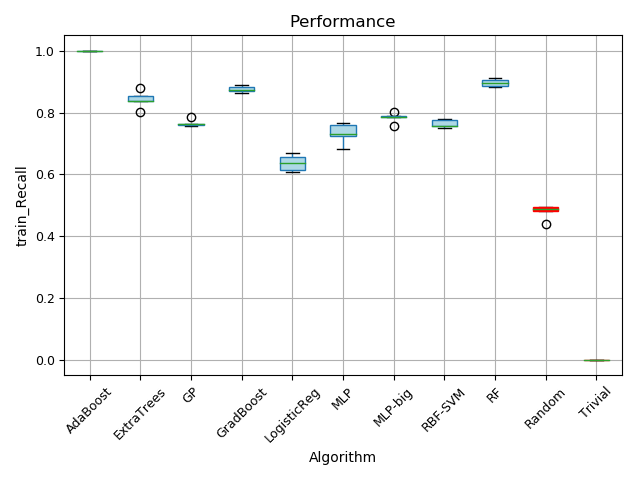 Performance
train_Recall
1.0
0.8
0.6
0.4
0.2
0.0
AdaBoost
ExtraTrees
GP
GradBoost
LogisticReg
MLP
MLP-big
RBF-SVM
RF
Random
Trivial
Algorithm